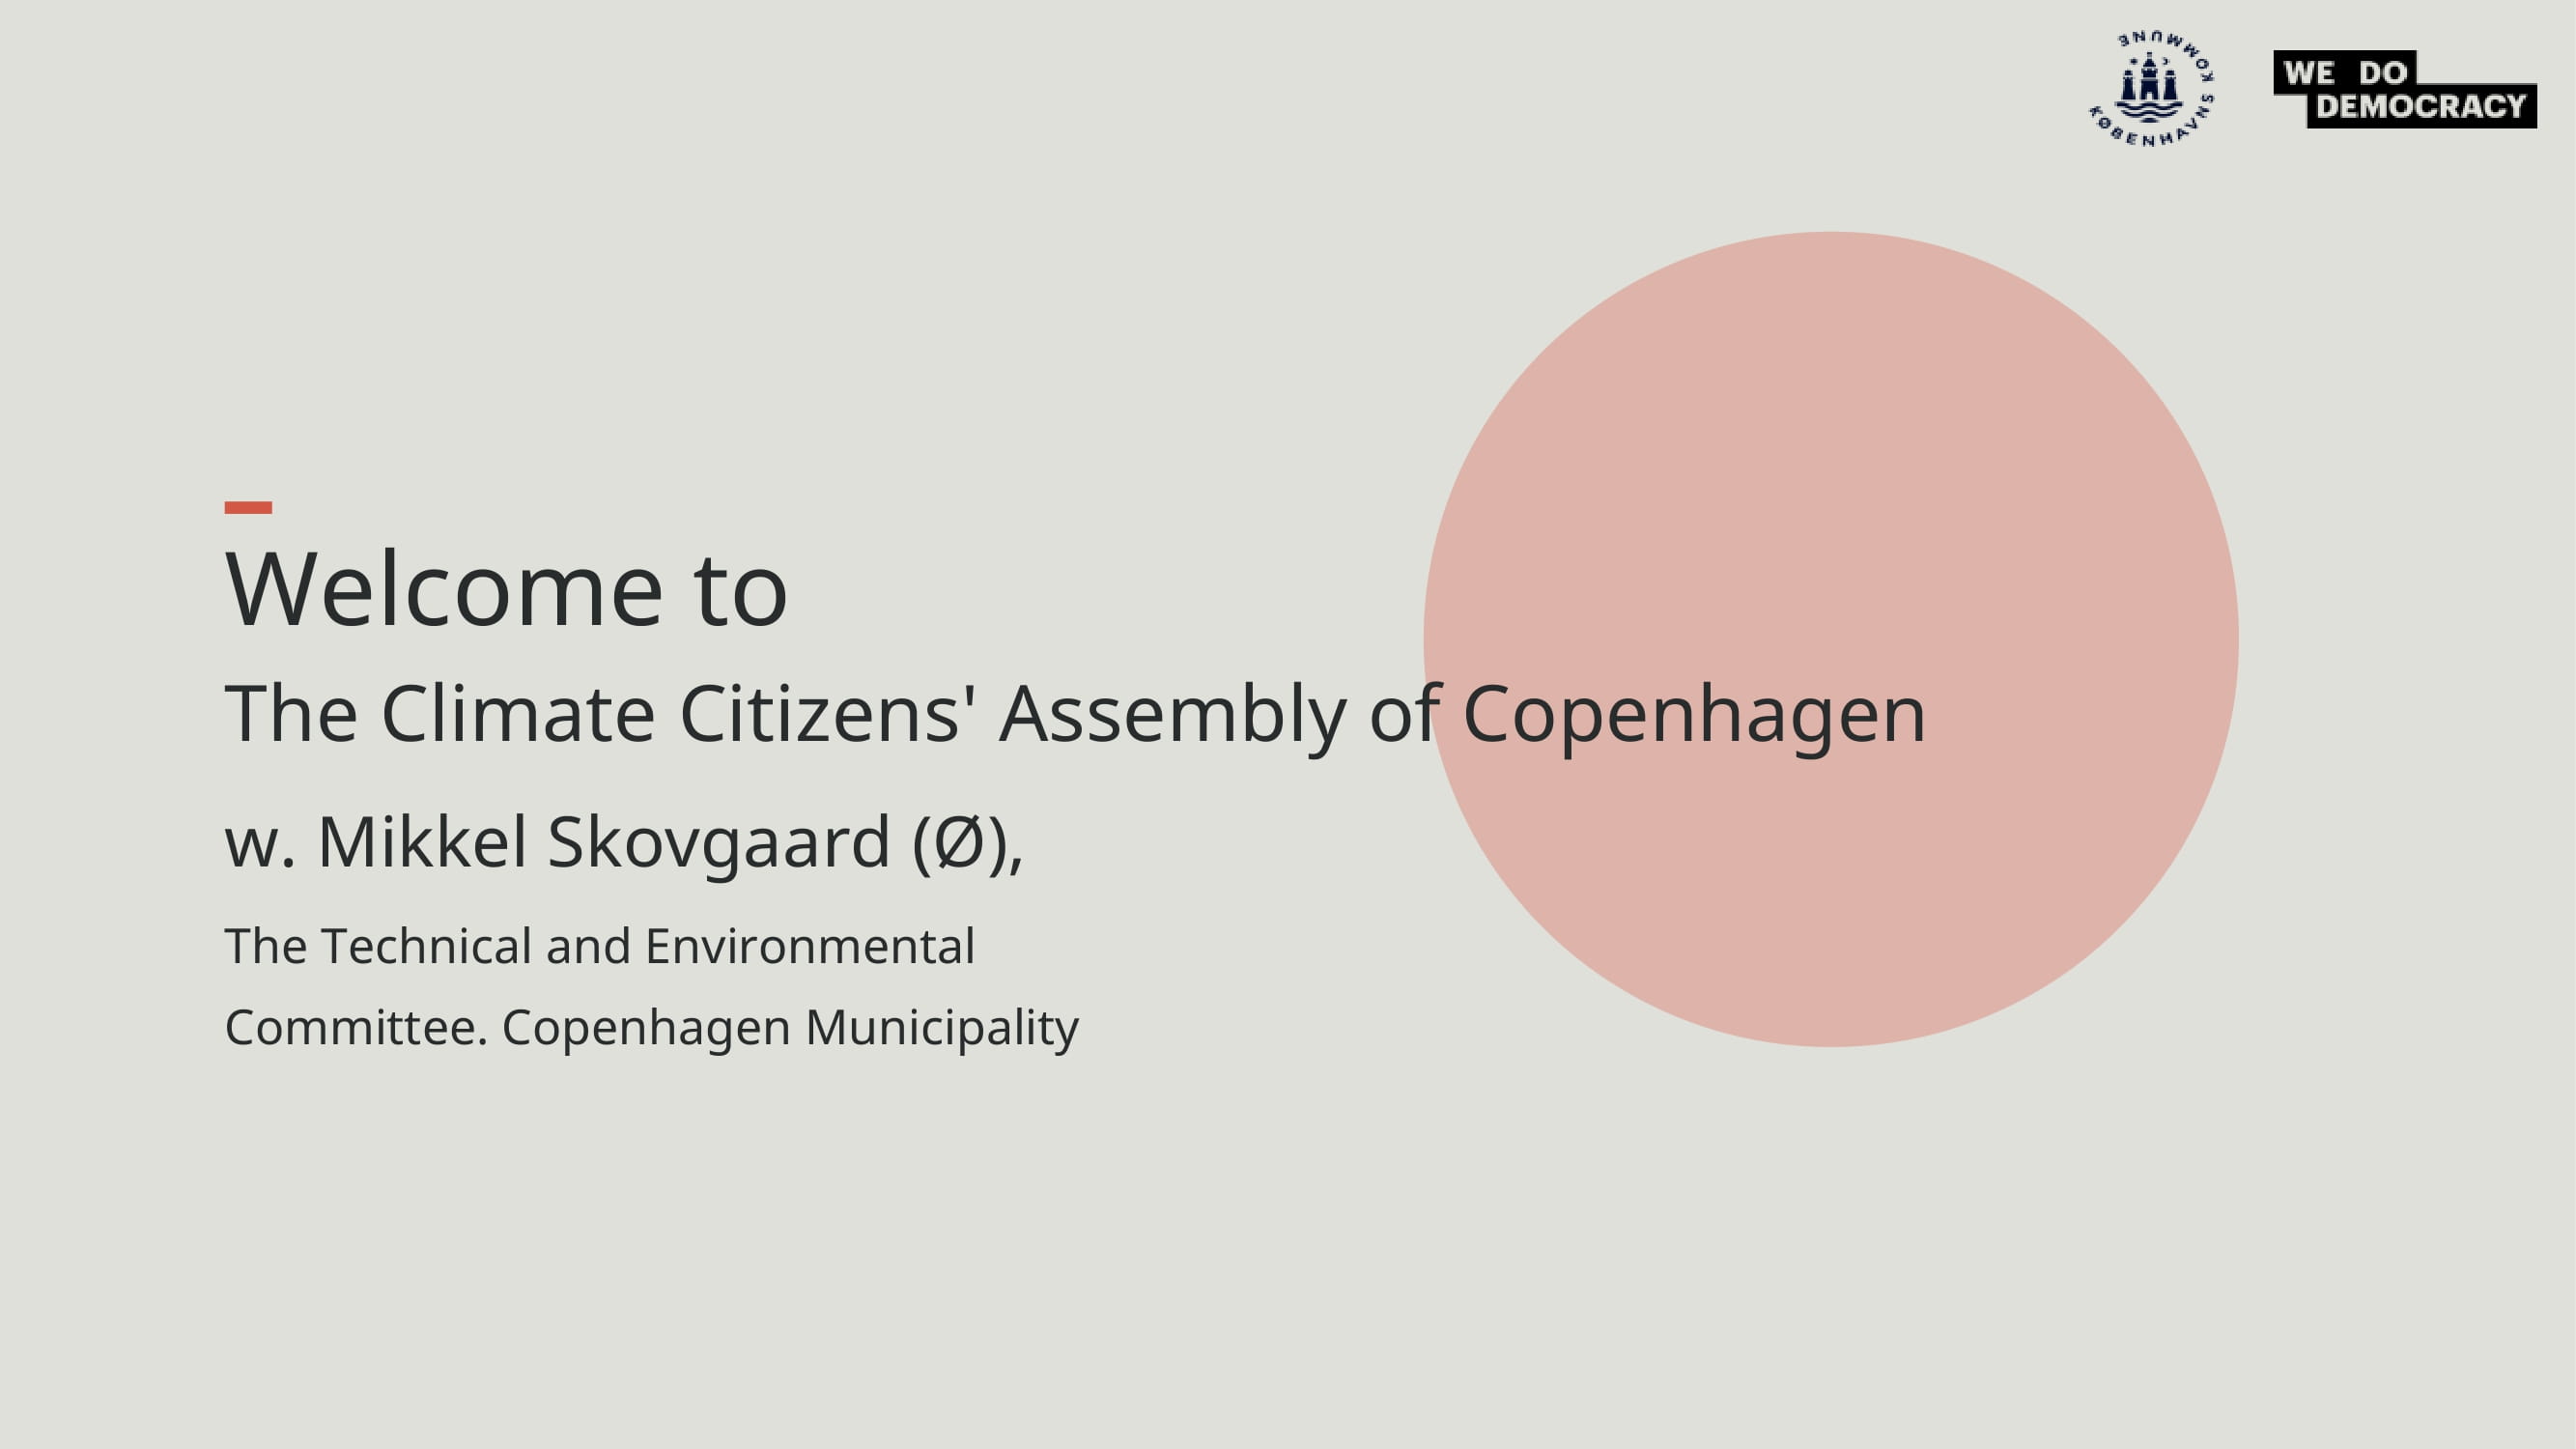 KØBENHAVNS KOMMUNE
WE DO
DEMOCRACY
Welcome to
The Climate Citizens' Assembly of Copenhagen
w. Mikkel Skovgaard (Ø),
The Technical and Environmental
Committee. Copenhagen Municipality